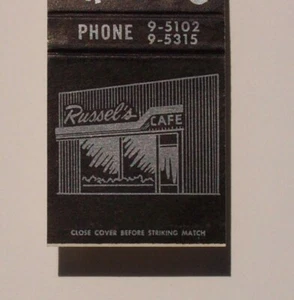 PHONE 9-5102
9-5315
Russel's
CAFE
CLOSE COVER BEFORE STRIKING MATCH